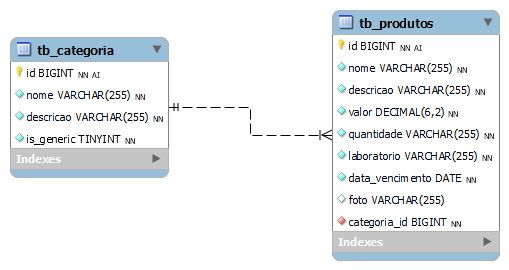 tb_categoria
id BIGINT NN AI
nome VARCHAR(255) NN
descricao VARCHAR(255) NN
is_generic TINYINT NN
Indexes
tb_produtos
id BIGINT NN AI
nome VARCHAR(255) NN
descricao VARCHAR(255) NN
valor DECIMAL(6,2) NN
quantidade VARCHAR(255) NN
laboratorio VARCHAR(255) NN
data_vencimento DATE NN
foto VARCHAR(255)
categoria_id BIGINT NN
Indexes